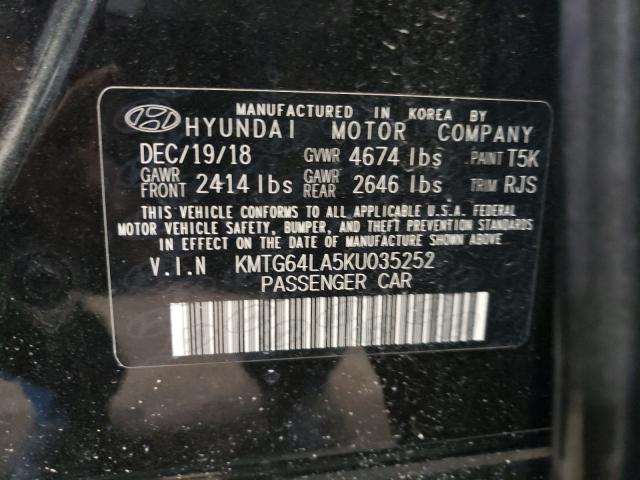 MANUFACTURED IN KOREA BY
HYUNDAI MOTOR COMPANY
DEC/19/18 GVWR 4674 lbs PAINT T5K
GAWR FRONT 2414 lbs GAWR REAR 2646 lbs TRIM RJS
THIS VEHICLE CONFORMS TO ALL APPLICABLE U.S.A. FEDERAL
MOTOR VEHICLE SAFETY, BUMPER, AND THEFT PREVENTION STANDARDS
IN EFFECT ON THE DATE OF MANUFACTURE SHOWN ABOVE.
V.I.N KMTG64LA5KU035252
PASSENGER CAR